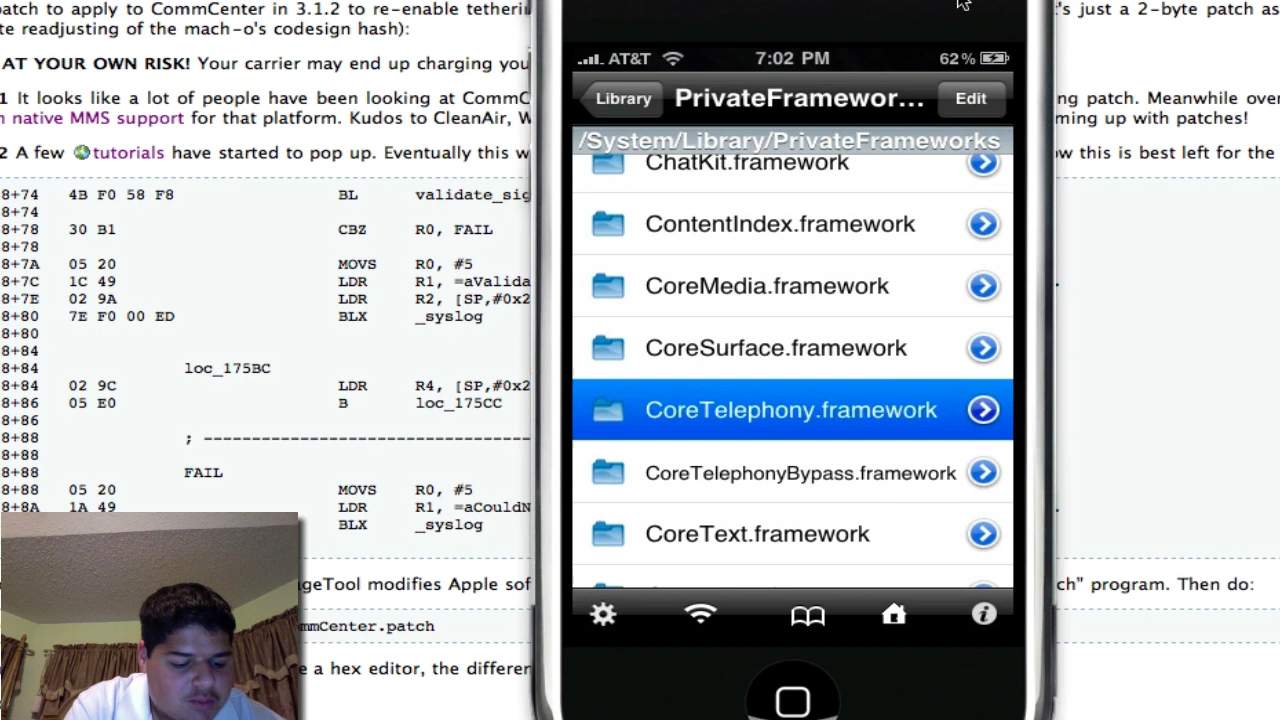 patch to apply to CommCenter in 3.1.2 to re-enable tetheri
's just a 2-byte patch as
te readjusting of the mach-o's codesign hash):
AT YOUR OWN RISK! Your carrier may end up charging you
1 It looks like a lot of people have been looking at CommC
ng patch. Meanwhile over
n native MMS support for that platform. Kudos to CleanAir, W
ming up with patches!
2 A few tutorials have started to pop up. Eventually this w
ow this is best left for the
8+74 4B F0 58 F8 BL validate_sig
8+74
8+78 30 B1 CBZ R0, FAIL
8+78
8+7A 05 20 MOVS R0, #5
8+7C 1C 49 LDR R1, =aValida
8+7E 02 9A LDR R2, [SP,#0x2
8+80 7E F0 00 ED BLX _syslog
8+80
8+84
8+84 loc_175BC
8+84 02 9C LDR R4, [SP,#0x2
8+86 05 E0 B loc_175CC
8+86
8+88 ; --------------------------------------
8+88
8+88 FAIL
8+88 05 20 MOVS R0, #5
8+8A 1A 49 LDR R1, =aCouldN
BLX _syslog
geTool modifies Apple sof
ch" program. Then do:
mmCenter.patch
e a hex editor, the differen
AT&T 7:02 PM 62%
Library PrivateFramewor... Edit
/System/Library/PrivateFrameworks
ChatKit.framework
ContentIndex.framework
CoreMedia.framework
CoreSurface.framework
CoreTelephony.framework
CoreTelephonyBypass.framework
CoreText.framework